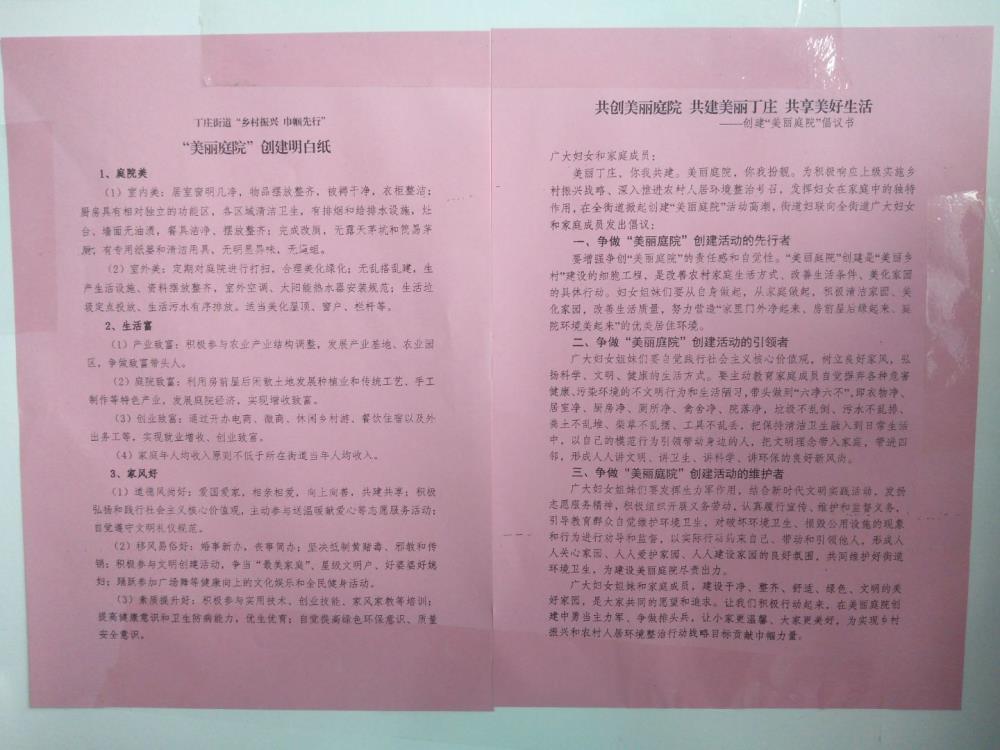 丁庄街道“乡村振兴 巾帼先行”
“美丽庭院”创建明白纸
1、庭院美
（1）室内美：居室窗明几净，物品摆放整齐，被褥干净，衣柜整洁；
厨房具有相对独立的功能区，各区域清洁卫生，有排烟和给排水设施，灶
台、墙面无油渍，餐具洁净、摆放整齐；完成改厕，无露天茅坑和简易茅
厕，有专用纸篓和清洁用具，无明显异味、无蝇蛆。
（2）室外美：定期对庭院进行打扫，合理美化绿化；无乱搭乱建，生
产生活设施、资料摆放整齐，室外空调、太阳能热水器安装规范；生活垃
圾定点投放、生活污水有序排放。适当美化屋顶、窗户、栏杆等。
2、生活富
（1）产业致富：积极参与农业产业结构调整，发展产业基地、农业园
区，争做致富带头人。
（2）庭院致富：利用房前屋后闲散土地发展种植业和传统工艺、手工
制作等特色产业，发展庭院经济，实现增收致富。
（3）创业致富：通过开办电商、微商、休闲乡村游、餐饮住宿以及外
出务工等，实现就业增收、创业致富。
（4）家庭年人均收入原则不低于所在街道当年人均收入。
3、家风好
（1）道德风尚好：爱国爱家，相亲相爱，向上向善，共建共享；积极
弘扬和践行社会主义核心价值观，主动参与送温暖献爱心等志愿服务活动；
自觉遵守文明礼仪规范。
（2）移风易俗好：婚事新办，丧事简办；坚决抵制黄赌毒、邪教和传
销；积极参与文明创建活动，争当“最美家庭”、星级文明户、好婆婆好媳
妇；踊跃参加广场舞等健康向上的文化娱乐和全民健身活动。
（3）素质提升好：积极参与实用技术、创业技能、家风家教等培训；
提高健康意识和卫生防病能力，优生优育；自觉提高绿色环保意识、质量
安全意识。
共创美丽庭院 共建美丽丁庄 共享美好生活
——创建“美丽庭院”倡议书
广大妇女和家庭成员：
美丽丁庄、你我共建。美丽庭院，你我扮靓。为积极响应上级实施乡
村振兴战略、深入推进农村人居环境整治号召，发挥妇女在家庭中的独特
作用，在全街道掀起创建“美丽庭院”活动高潮，街道妇联向全街道广大妇女
和家庭成员发出倡议：
一、争做“美丽庭院”创建活动的先行者
要增强争创“美丽庭院”的责任感和自觉性。“美丽庭院”创建是“美丽乡
村”建设的细胞工程，是改善农村家庭生活方式、改善生活条件、美化家园
的具体行动。妇女姐妹们要从自身做起，从家庭做起，积极清洁家园、美
化家园，改善生活质量，努力营造“家里门外净起来、房前屋后绿起来、庭
院环境美起来”的优美居住环境。
二、争做“美丽庭院”创建活动的引领者
广大妇女姐妹们要自觉践行社会主义核心价值观，树立良好家风，弘
扬科学、文明、健康的生活方式。要主动教育家庭成员自觉摒弃各种危害
健康、污染环境的不文明行为和生活陋习，带头做到“六净六不”，即衣物净、
居室净、厨房净、厕所净、禽舍净、院落净，垃圾不乱倒、污水不乱排、
粪土不乱堆、柴草不乱摆、工具不乱丢，把保持清洁卫生融入到日常生活
中，以自己的模范行为引领带动身边的人，把文明理念带入家庭，带进四
邻，形成人人讲文明、讲卫生、讲科学、讲环保的良好新风尚。
三、争做“美丽庭院”创建活动的维护者
广大妇女姐妹们要发挥生力军作用，结合新时代文明实践活动，发扬
志愿服务精神，积极组织开展义务劳动，认真履行宣传、维护和监督义务，
引导教育群众自觉维护环境卫生，对破坏环境卫生、损毁公用设施的现象
和行为进行劝导和监督，以实际行动约束自己、带动和引领他人，形成人
人关心家园、人人爱护家园、人人建设家园的良好氛围，共同维护好街道
环境卫生，为建设美丽庭院尽责出力。
广大妇女姐妹和家庭成员，建设干净、整齐、舒适、绿色、文明的美
好家园，是大家共同的愿望和追求。让我们积极行动起来，在美丽庭院创
建中勇当主力军、争做排头兵，让小家更温馨、大家更美好，为实现乡村
振兴和农村人居环境整治行动战略目标贡献巾帼力量。